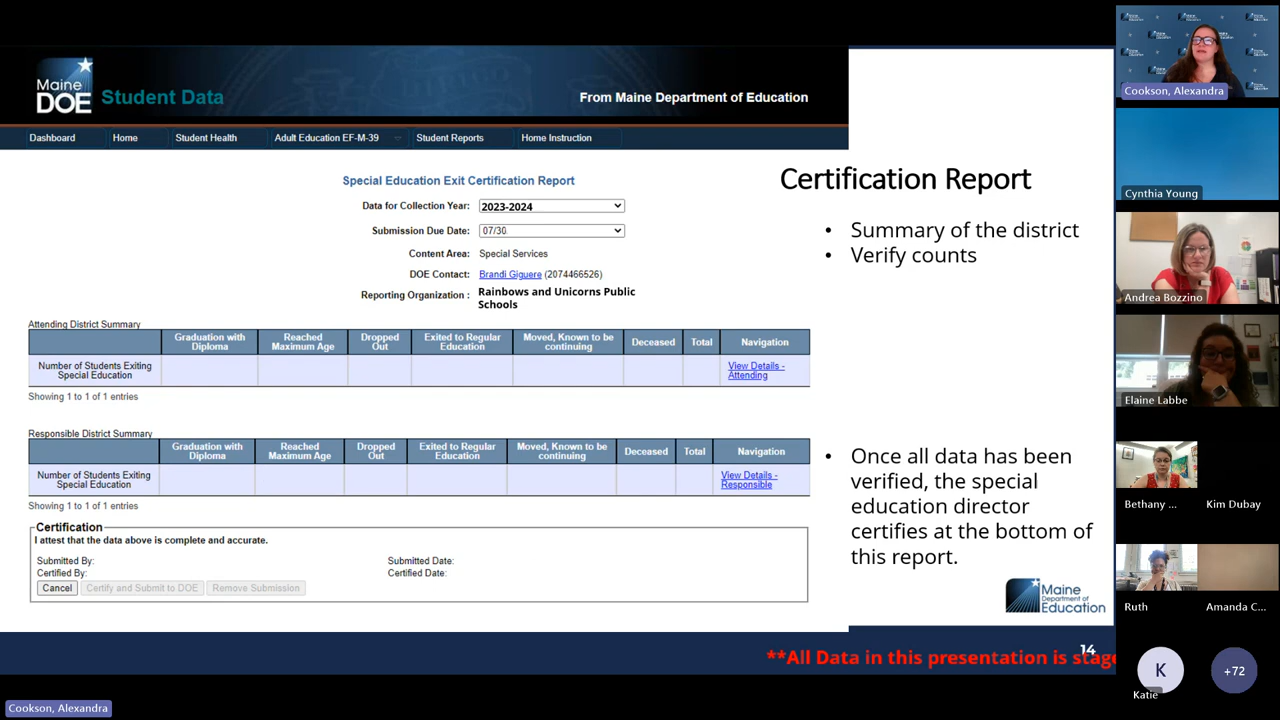 Maine
DOE
Student Data
From Maine Department of Education
Dashboard
Home
Student Health
Adult Education EF-M-39
Student Reports
Home Instruction
Special Education Exit Certification Report
Data for Collection Year: 2023-2024
Submission Due Date: 07/30
Content Area: Special Services
DOE Contact: Brandi Giguere (2074466526)
Reporting Organization : Rainbows and Unicorns Public
Schools
Attending District Summary
Graduation with Diploma
Reached Maximum Age
Dropped Out
Exited to Regular Education
Moved, Known to be continuing
Deceased
Total
Navigation
Number of Students Exiting
Special Education
View Details -
Attending
Showing 1 to 1 of 1 entries
Responsible District Summary
Graduation with Diploma
Reached Maximum Age
Dropped Out
Exited to Regular Education
Moved, Known to be continuing
Deceased
Total
Navigation
Number of Students Exiting
Special Education
View Details -
Responsible
Showing 1 to 1 of 1 entries
Certification
I attest that the data above is complete and accurate.
Submitted By:
Submitted Date:
Certified By:
Certified Date:
Cancel
Certify and Submit to DOE
Remove Submission
Certification Report
• Summary of the district
• Verify counts
• Once all data has been
verified, the special
education director
certifies at the bottom of
this report.
Maine
Department of
Education
14
**All Data in this presentation is stage
Cookson, Alexandra
Cookson, Alexandra
Cynthia Young
Andrea Bozzino
Elaine Labbe
Bethany ...
Kim Dubay
Ruth
Amanda C...
K
Katie
+72